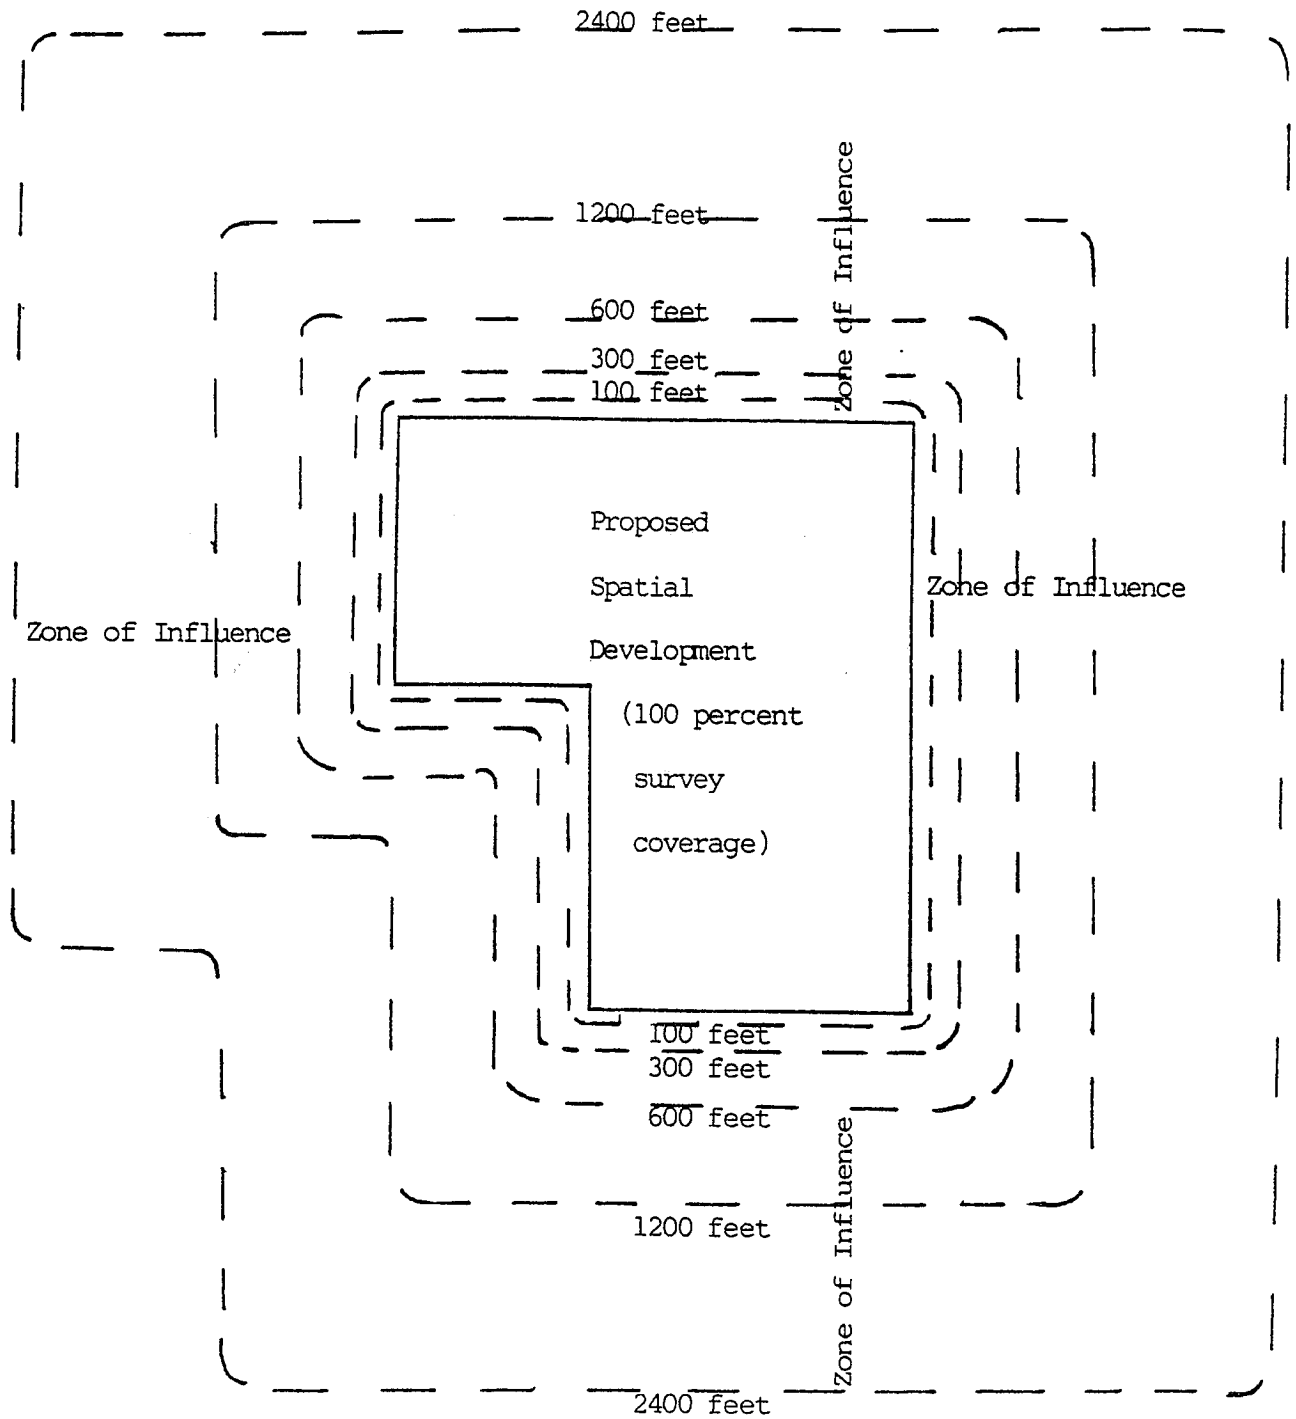 2400 feet
Zone of Influence
1200 feet
600 feet
300 feet
100 feet
Proposed
Spatial
Development
(100 percent
survey
coverage)
Zone of Influence
Zone of Influence
100 feet
300 feet
600 feet
Zone of Influence
1200 feet
2400 feet